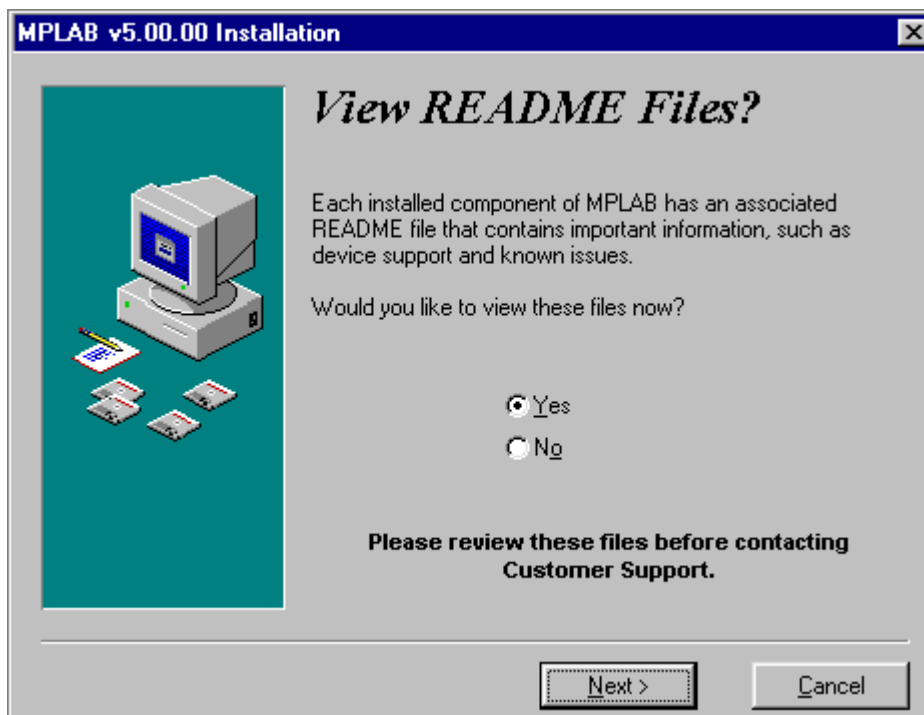 MPLAB v5.00.00 Installation
View README Files?
Each installed component of MPLAB has an associated
README file that contains important information, such as
device support and known issues.
Would you like to view these files now?
Yes
No
Please review these files before contacting
Customer Support.
Next >
Cancel